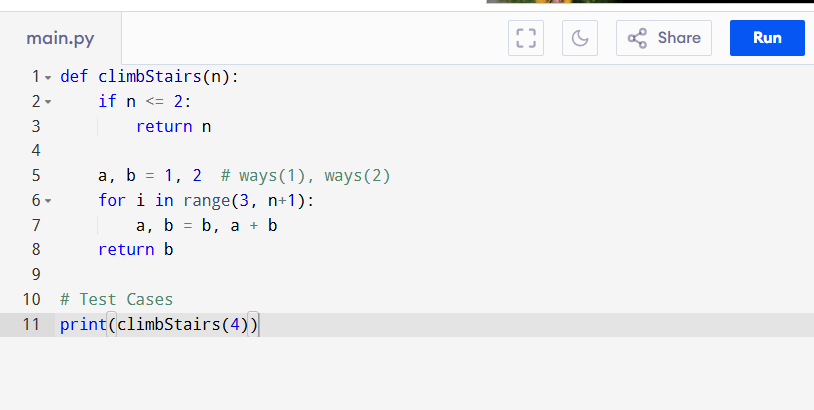 main.py
Share
Run
1 def climbStairs(n):
2     if n <= 2:
3         return n
4
5     a, b = 1, 2  # ways(1), ways(2)
6     for i in range(3, n+1):
7         a, b = b, a + b
8     return b
9
10 # Test Cases
11 print(climbStairs(4))